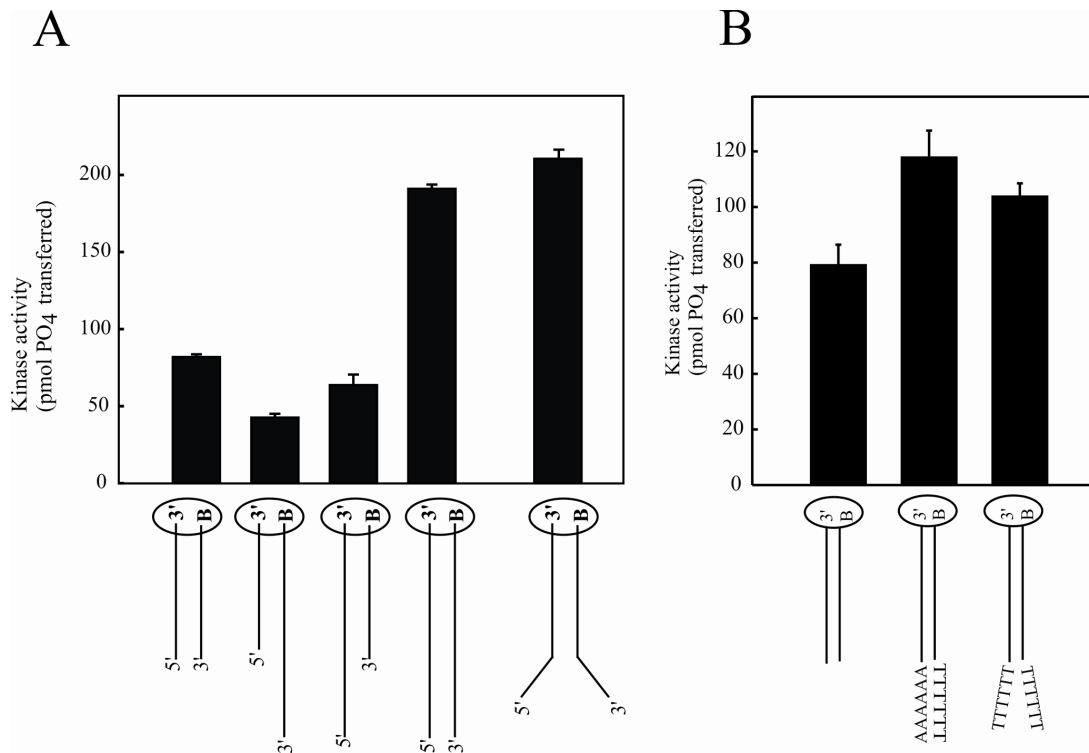 A
B
Kinase activity
(pmol PO4 transferred)
200
150
100
50
0
3' B
3' B
3' B
3' B
3' B
5' 3'
5'
3'
5'
3'
5' 3'
5'
3'
Kinase activity
(pmol PO4 transferred)
120
100
80
60
40
20
0
3' B
3' B
3' B
AAAAAA
TTTTTT
TTTTTT
TTTTTT